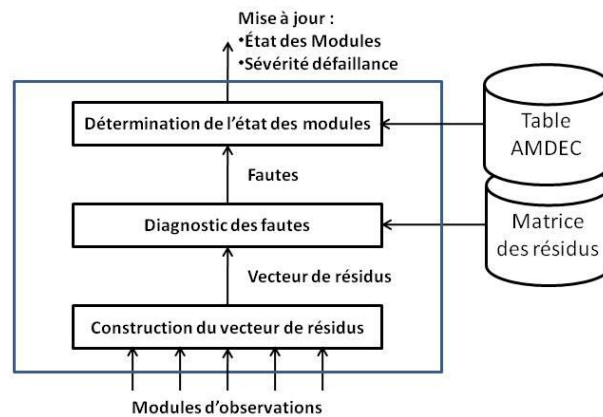 Mise à jour :
•État des Modules
•Sévérité défaillance
Détermination de l'état des modules
Table
AMDEC
Fautes
Diagnostic des fautes
Matrice
des résidus
Vecteur de résidus
Construction du vecteur de résidus
Modules d'observations